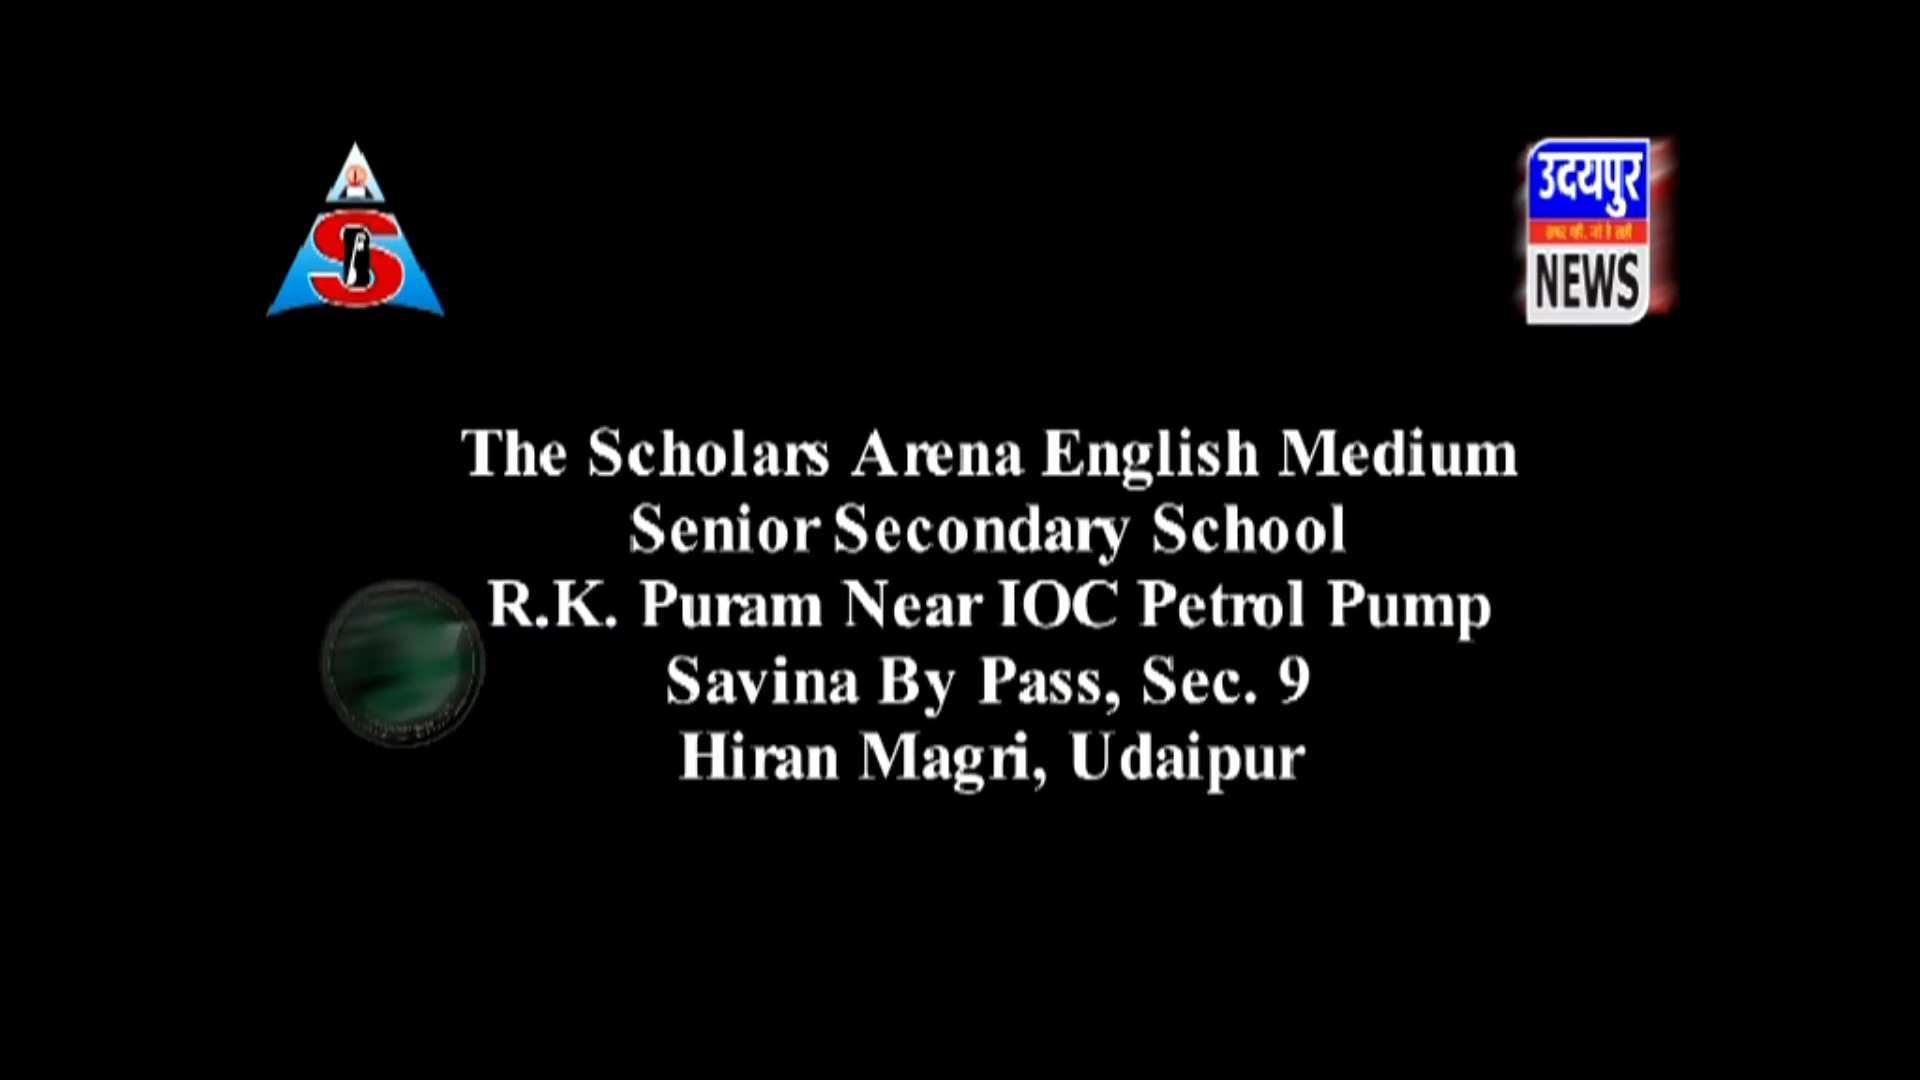 उदयपुर
NEWS
The Scholars Arena English Medium
Senior Secondary School
R.K. Puram Near IOC Petrol Pump
Savina By Pass, Sec. 9
Hiran Magri, Udaipur